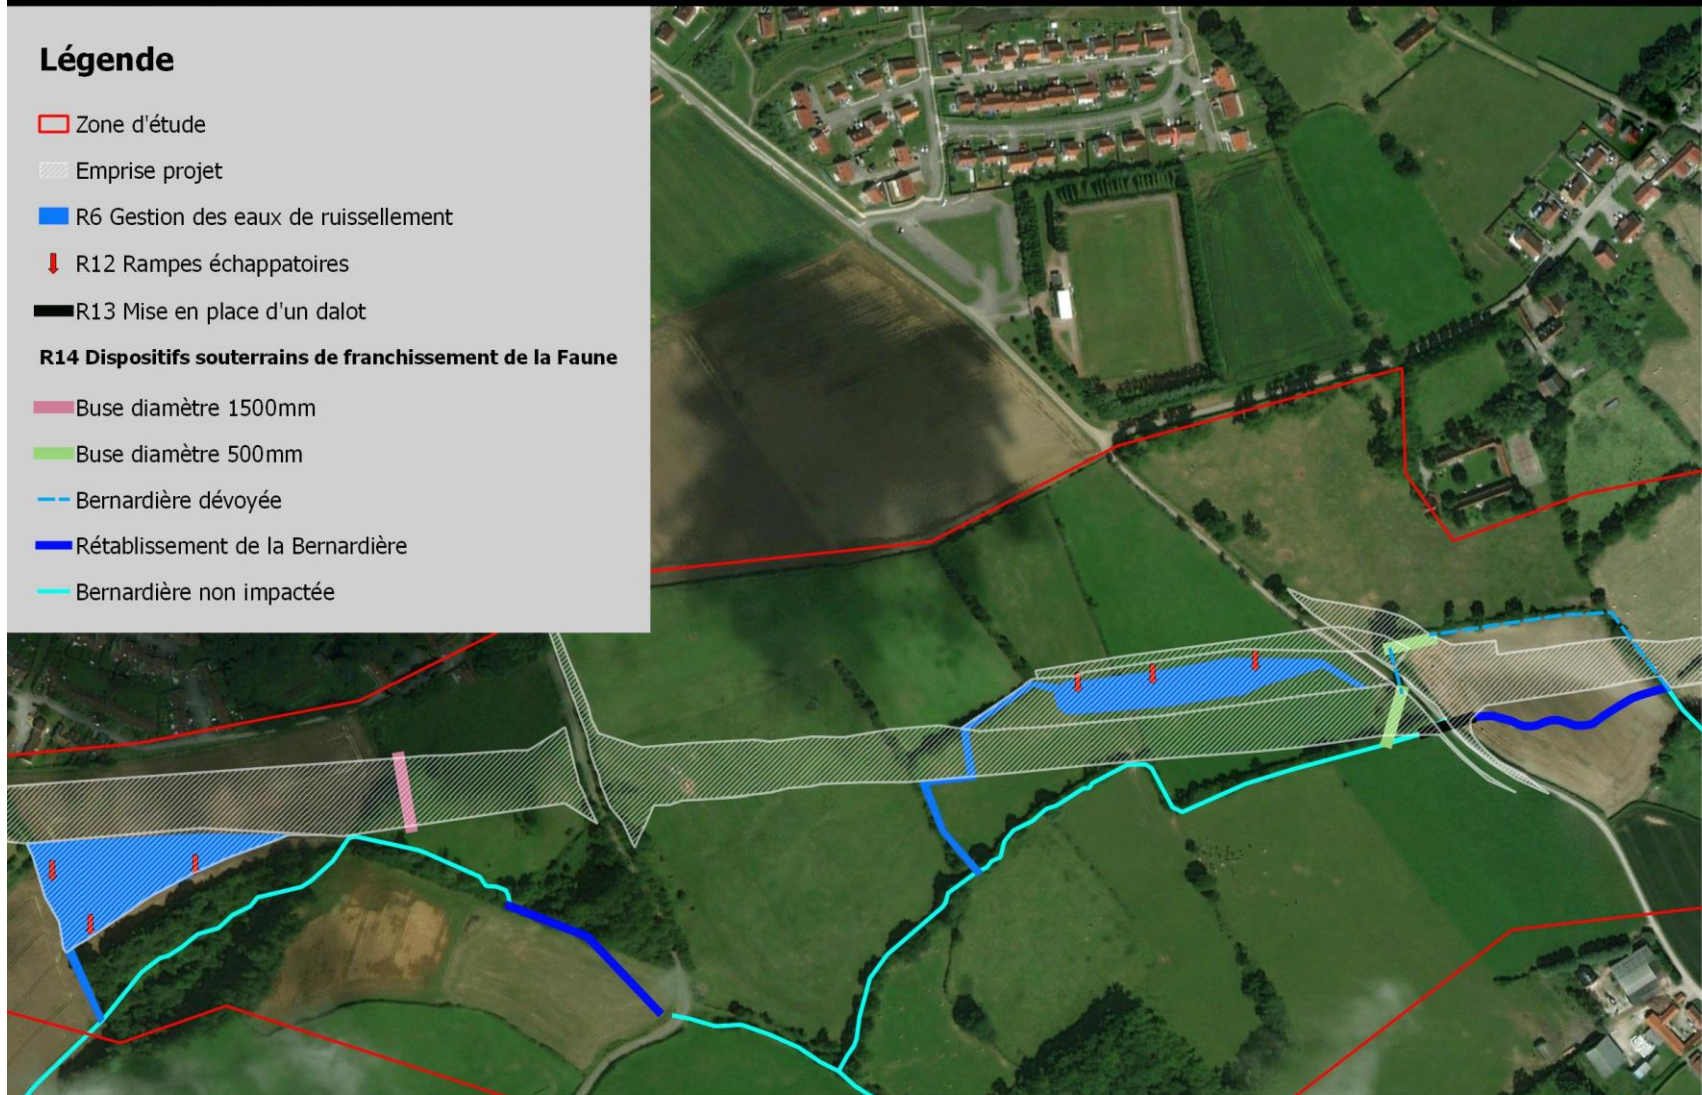 Légende
Zone d'étude
Emprise projet
R6 Gestion des eaux de ruissellement
R12 Rampes échappatoires
R13 Mise en place d'un dalot
R14 Dispositifs souterrains de franchissement de la Faune
Buse diamètre 1500mm
Buse diamètre 500mm
Bernardière dévoyée
Rétablissement de la Bernardière
Bernardière non impactée